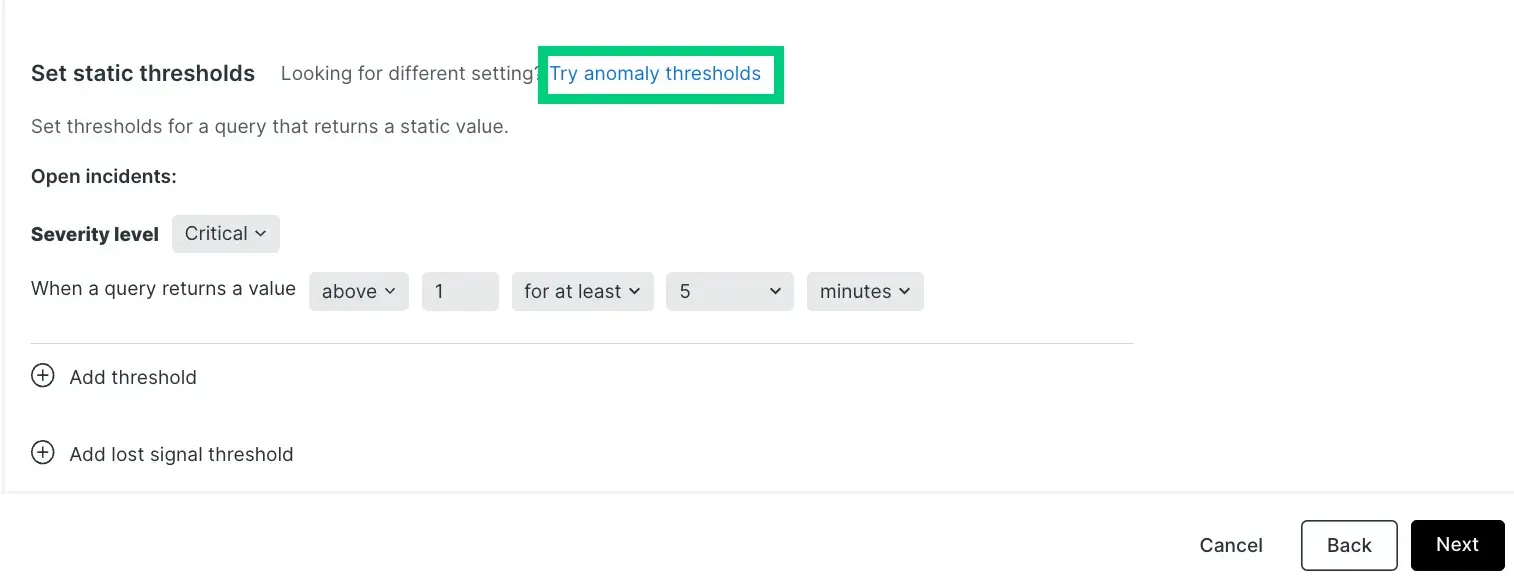 Set static thresholds Looking for different setting? Try anomaly thresholds
Set thresholds for a query that returns a static value.
Open incidents:
Severity level Critical
When a query returns a value above 1 for at least 5 minutes
Add threshold
Add lost signal threshold
Cancel Back Next